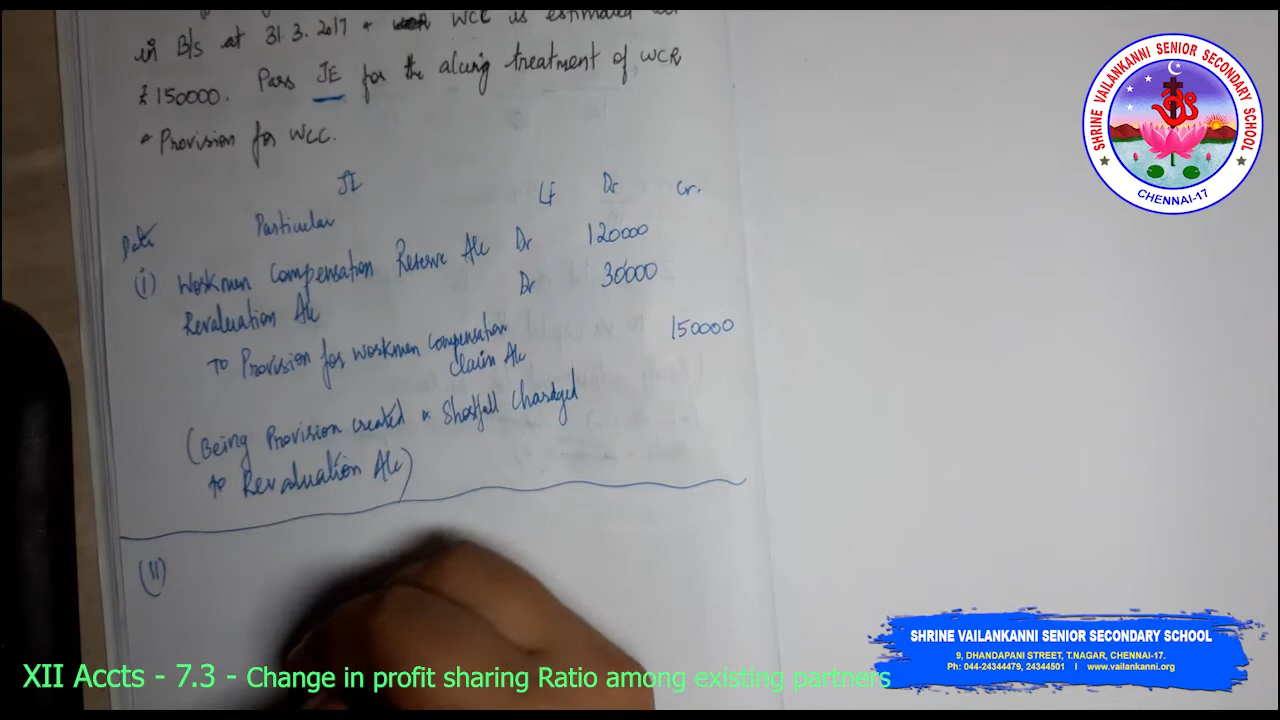 in B/s at 31.3.2017 & WCC is estimated at
₹150000. Pass JE for the acctng treatment of WCR
& Provision for WCC.
JE
Date Particular LF Dr Cr.
(i) Workmen Compensation Reserve A/c Dr 120000
Revaluation A/c Dr 30000
To Provision for Workmen Compensation
Claim A/c 150000
(Being Provision created & Shortfall charged
to Revaluation A/c)
(II)
SHRINE VAILANKANNI SENIOR SECONDARY SCHOOL
CHENNAI-17
SHRINE VAILANKANNI SENIOR SECONDARY SCHOOL
9, DHANDAPANI STREET, T.NAGAR, CHENNAI-17.
Ph: 044-24344479, 24344501 I www.vailankanni.org
XII Accts - 7.3 - Change in profit sharing Ratio among existing partners